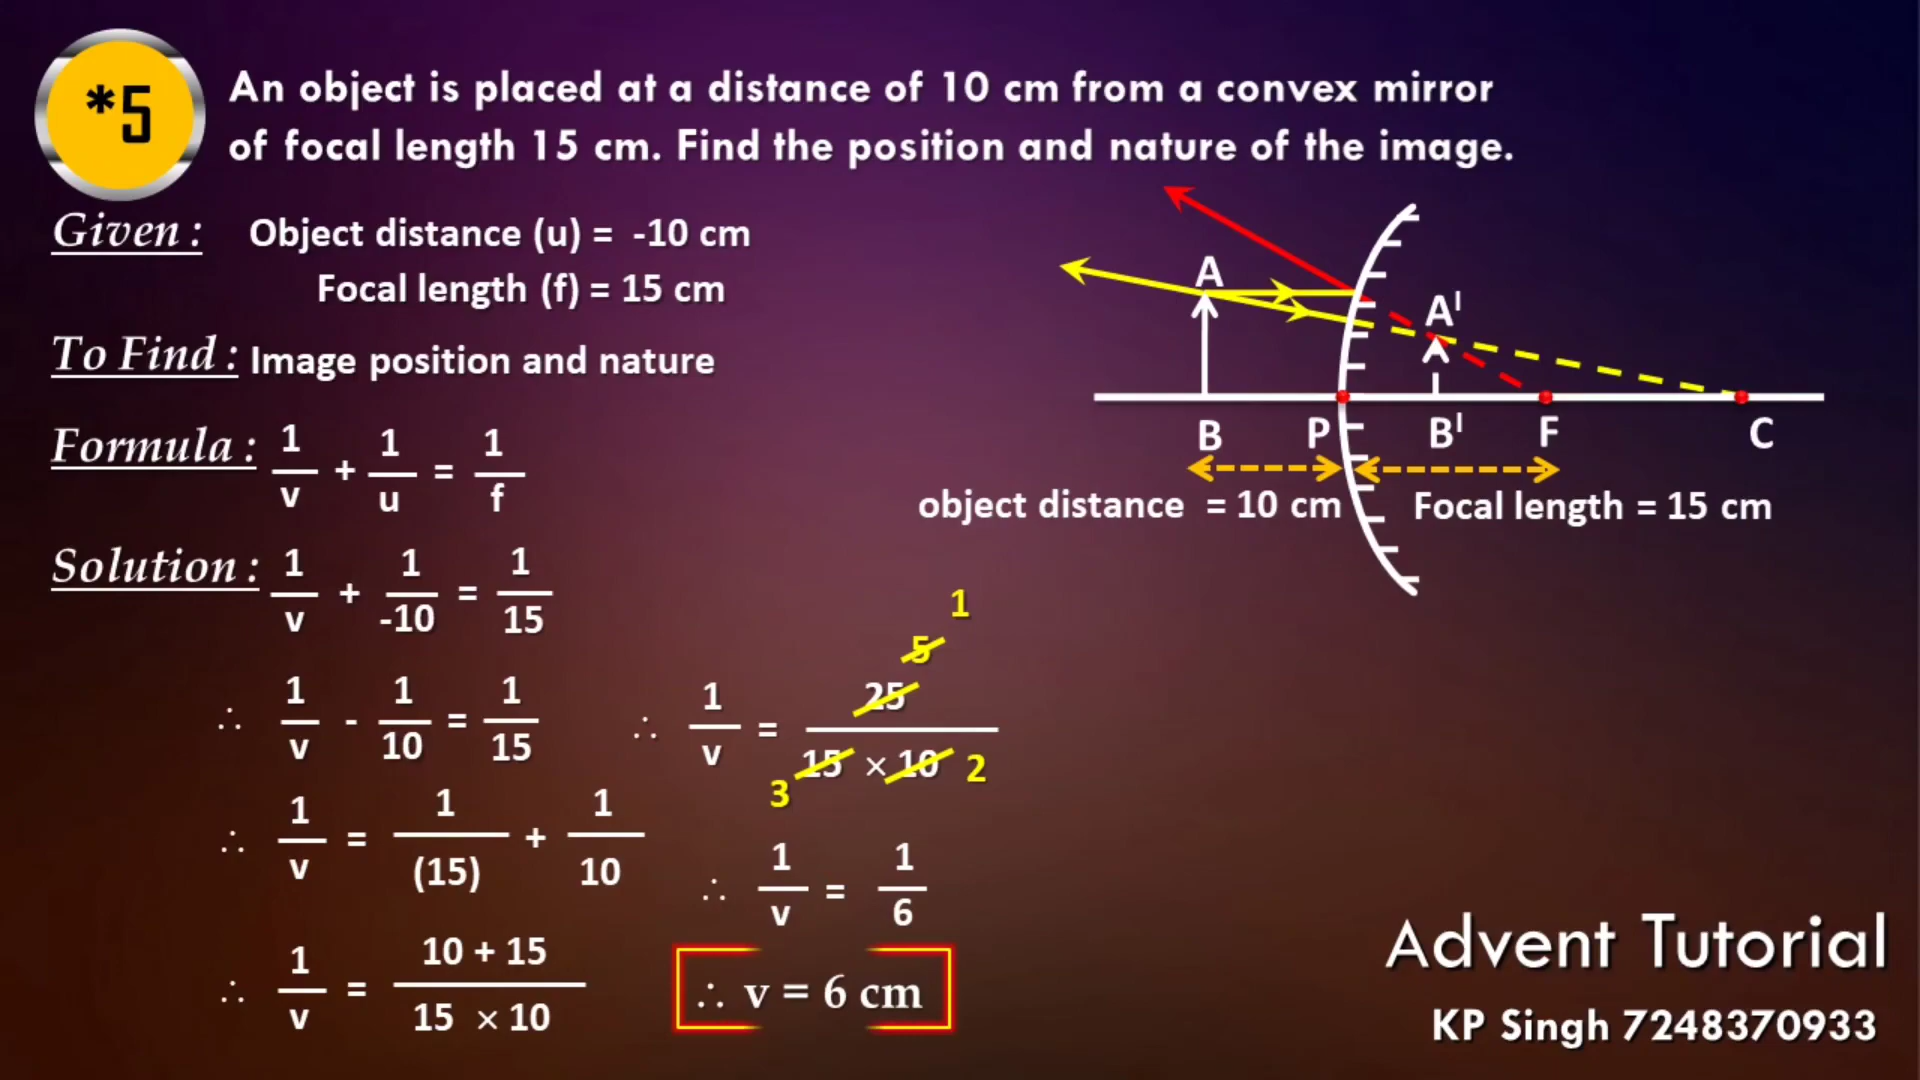 *5
An object is placed at a distance of 10 cm from a convex mirror
of focal length 15 cm. Find the position and nature of the image.
Given : Object distance (u) = -10 cm
Focal length (f) = 15 cm
To Find : Image position and nature
Formula : 1/v + 1/u = 1/f
Solution : 1/v + 1/-10 = 1/15
∴ 1/v - 1/10 = 1/15
∴ 1/v = 1/(15) + 1/10
∴ 1/v = 10 + 15 / 15 × 10
1
5
∴ 1/v = 25 / 15 × 10
3 2
∴ 1/v = 1/6
∴ v = 6 cm
A
A'
B P B' F C
object distance = 10 cm Focal length = 15 cm
Advent Tutorial
KP Singh 7248370933